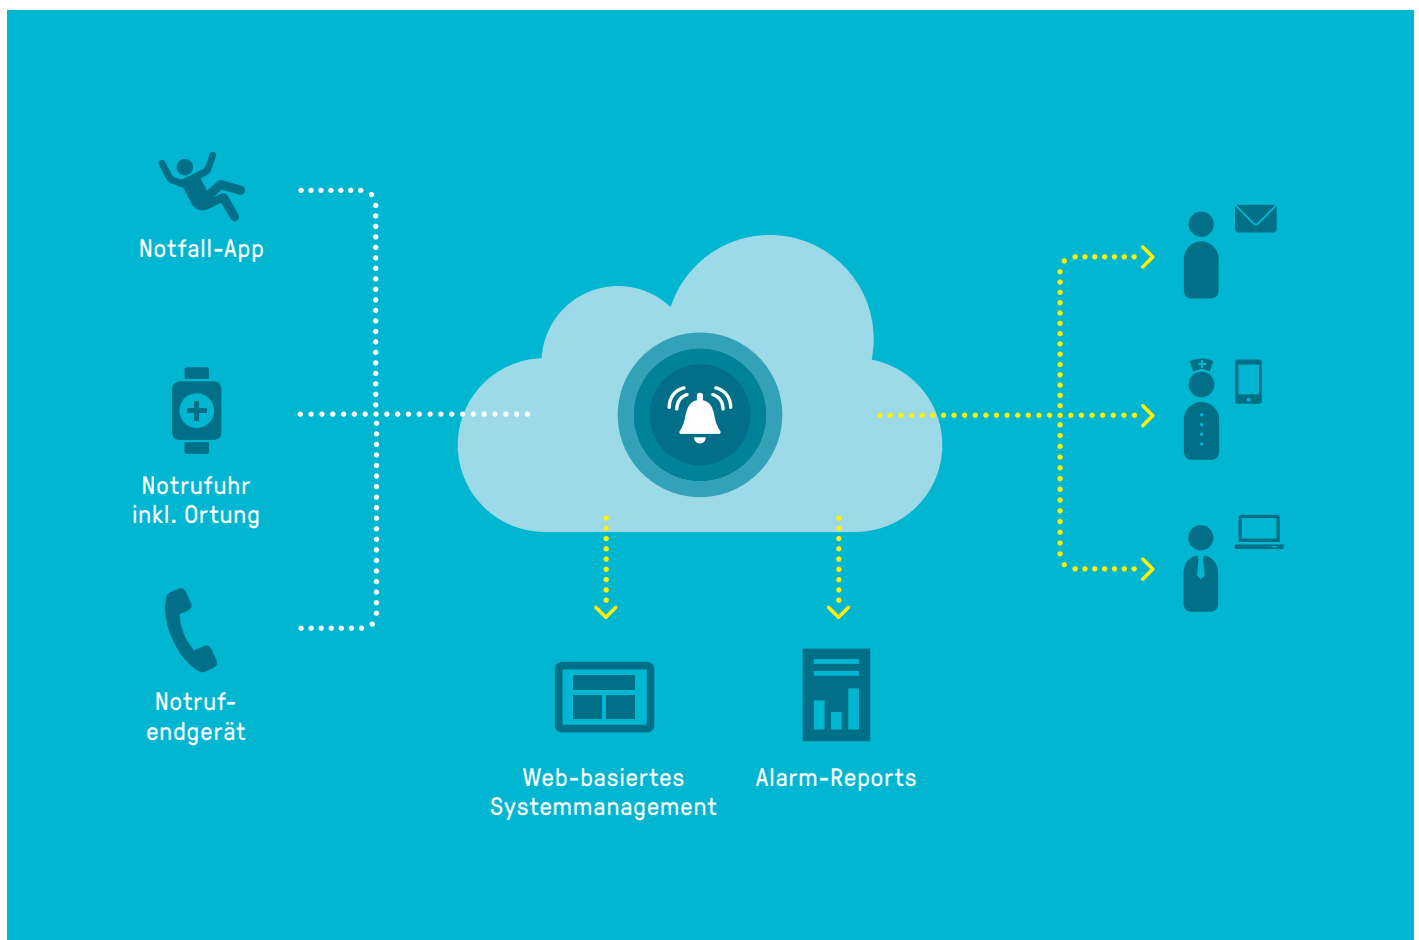 Notfall-App
Notrufuhr
inkl. Ortung
Notruf-
endgerät
Web-basiertes
Systemmanagement
Alarm-Reports